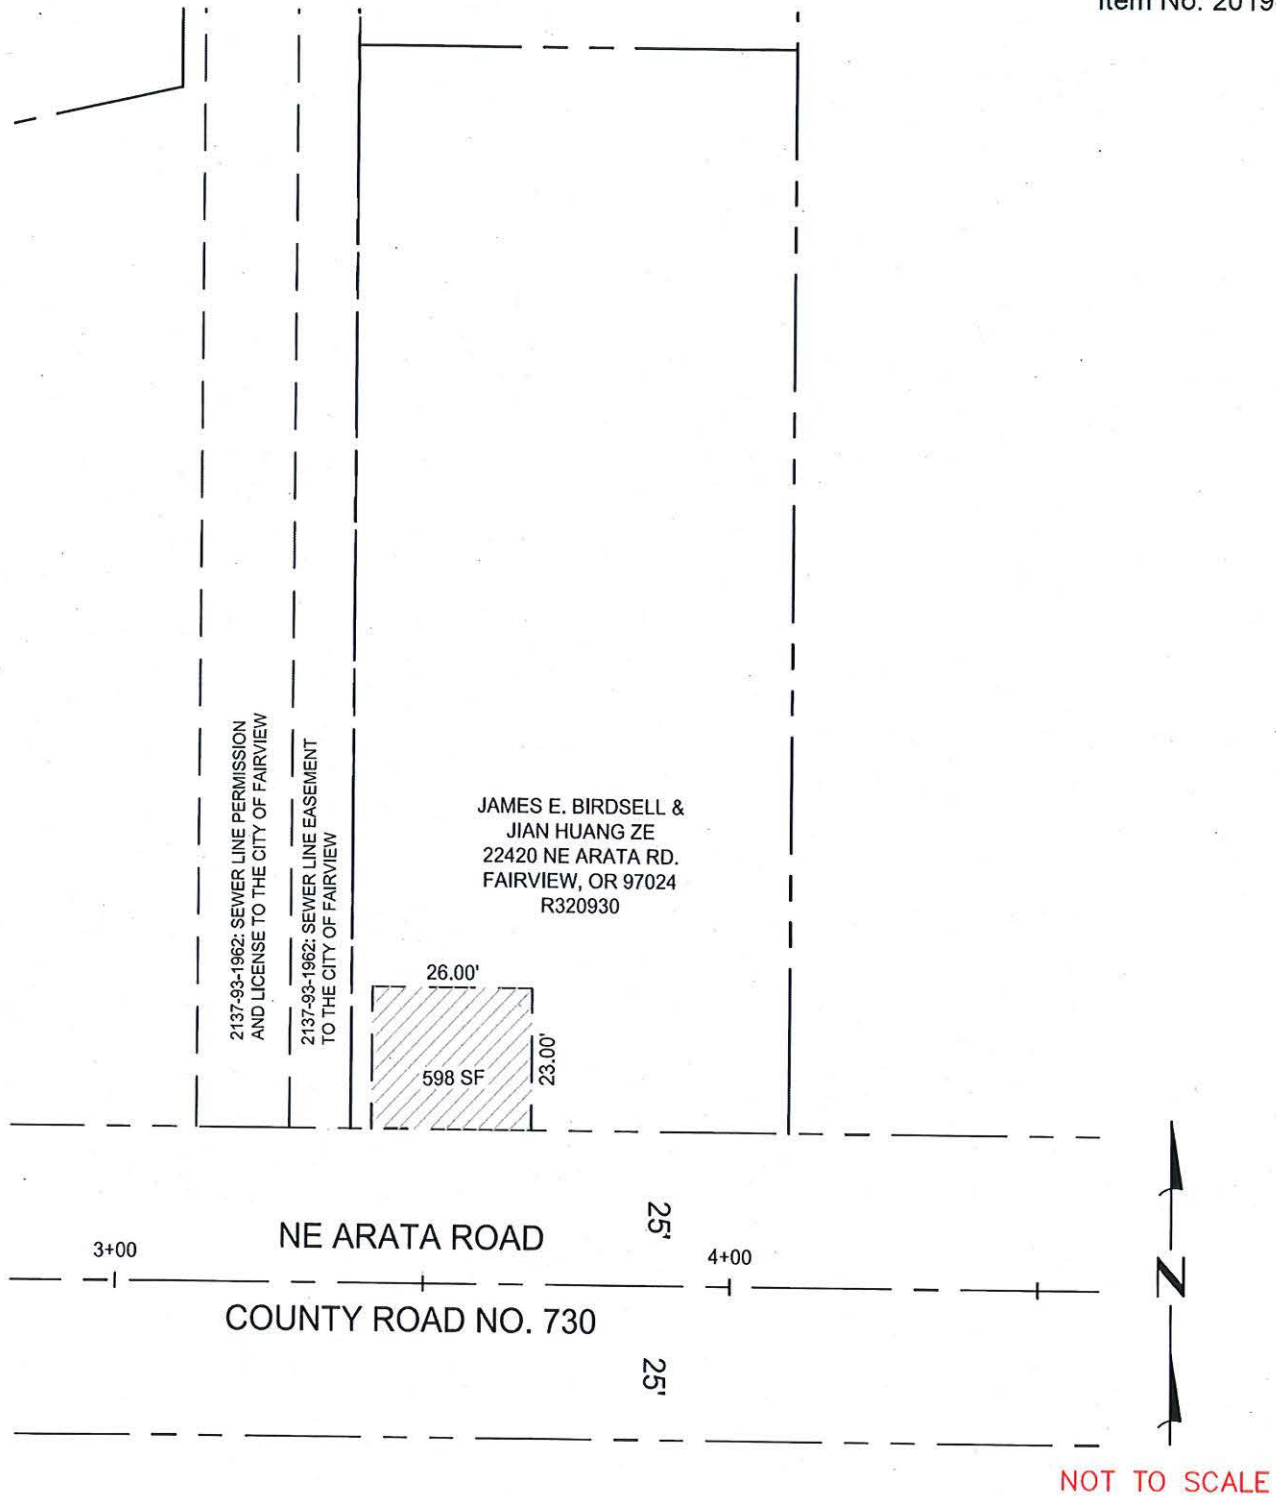 Item No. 2019
2137-93-1962: SEWER LINE PERMISSION
AND LICENSE TO THE CITY OF FAIRVIEW
2137-93-1962: SEWER LINE EASEMENT
TO THE CITY OF FAIRVIEW
JAMES E. BIRDSELL &
JIAN HUANG ZE
22420 NE ARATA RD.
FAIRVIEW, OR 97024
R320930
26.00'
23.00'
598 SF
25'
NE ARATA ROAD
3+00
4+00
COUNTY ROAD NO. 730
25'
N
NOT TO SCALE